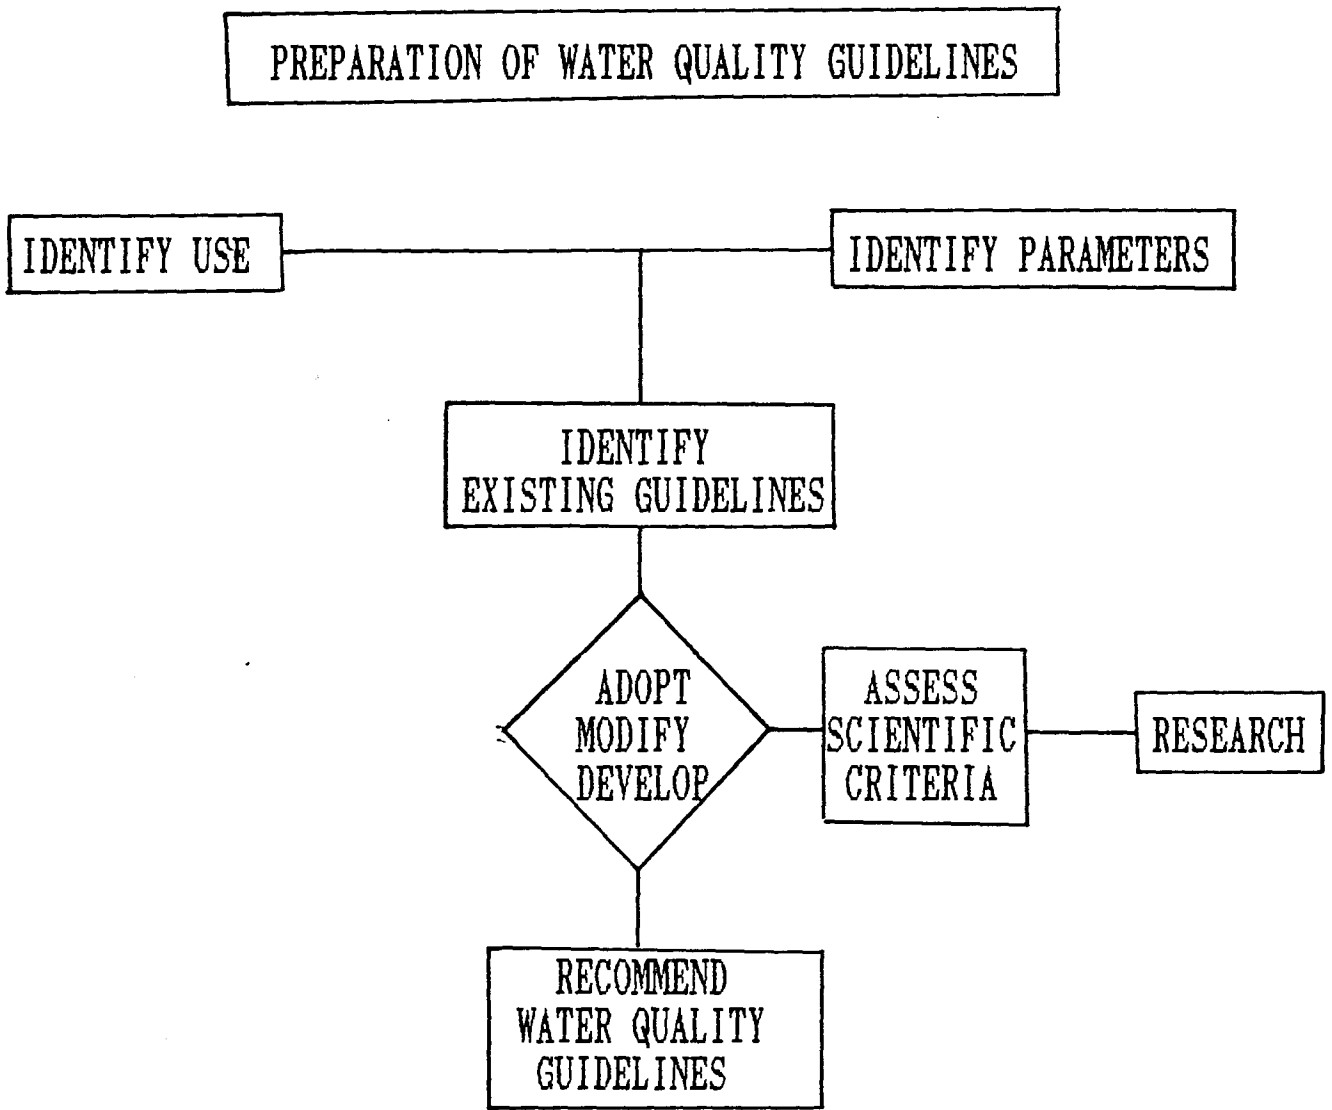 PREPARATION OF WATER QUALITY GUIDELINES
IDENTIFY USE
IDENTIFY PARAMETERS
IDENTIFY
EXISTING GUIDELINES
ADOPT
MODIFY
DEVELOP
ASSESS
SCIENTIFIC
CRITERIA
RESEARCH
RECOMMEND
WATER QUALITY
GUIDELINES